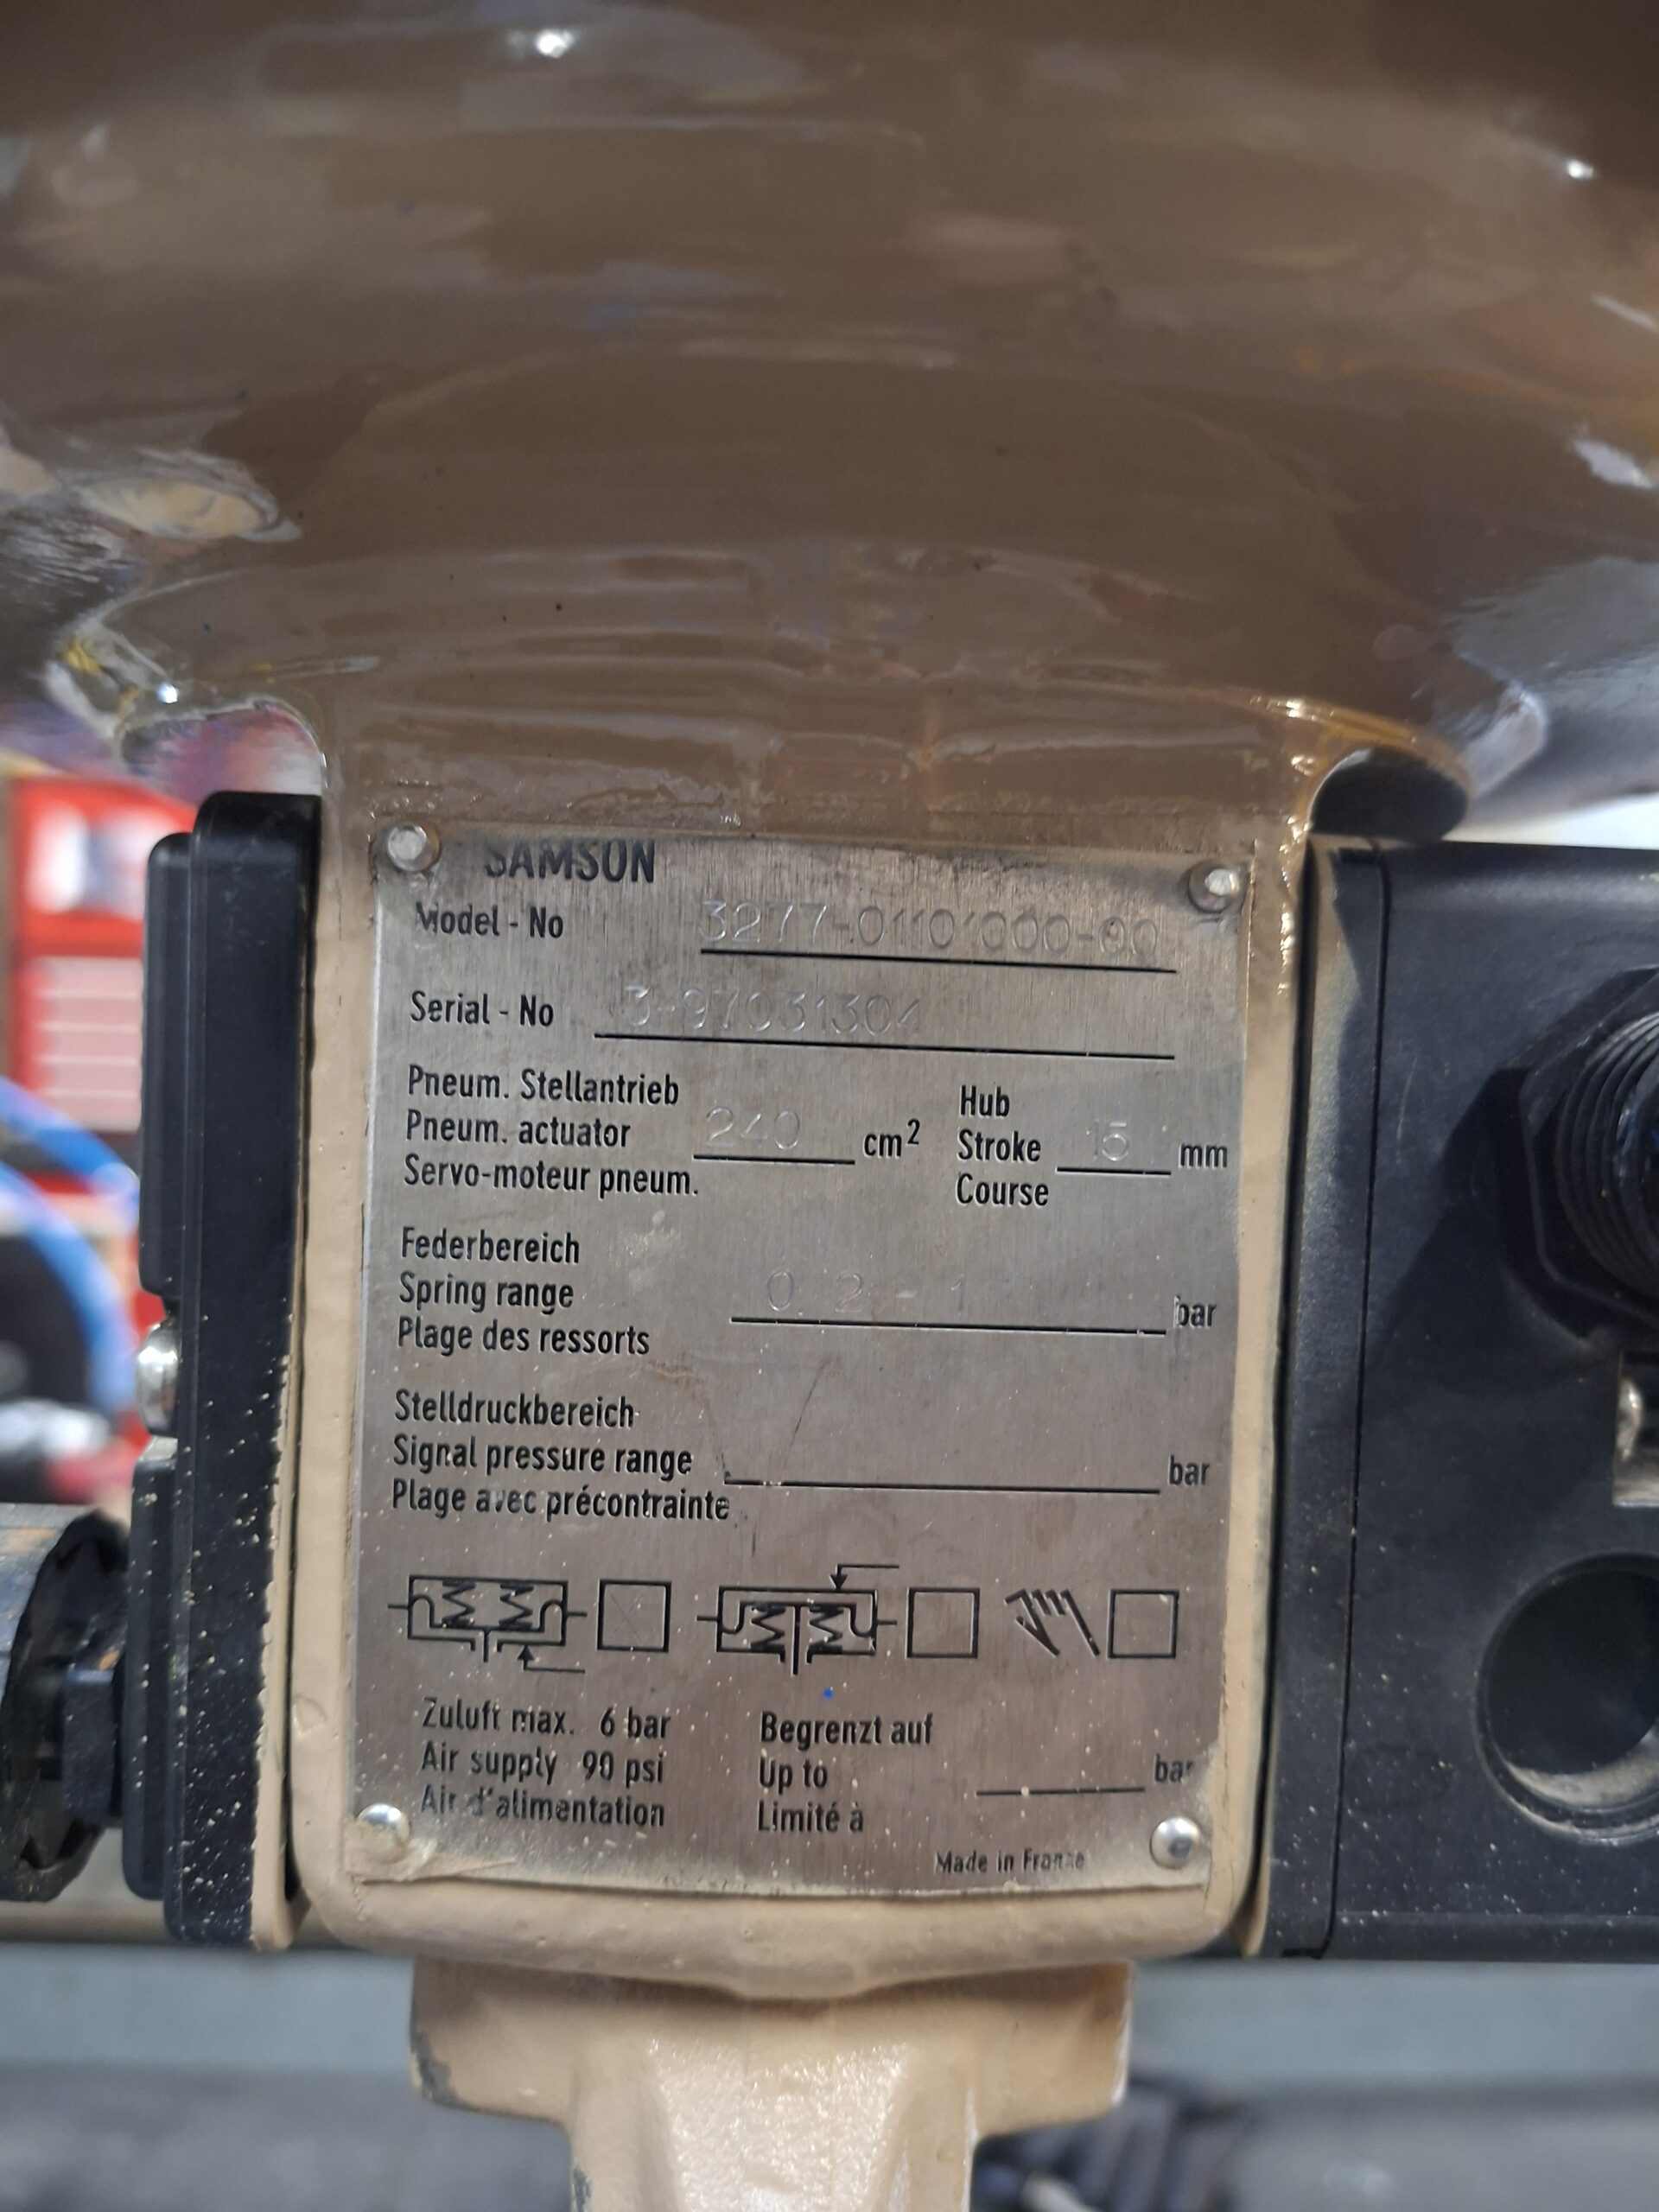 SAMSON
Model - No 3277-01101000-00
Serial - No 3-97031304
Pneum. Stellantrieb
Pneum. actuator 240 cm²
Servo-moteur pneum.
Hub
Stroke 15 mm
Course
Federbereich
Spring range 0 2 - 1 bar
Plage des ressorts
Stelldruckbereich
Signal pressure range bar
Plage avec précontrainte
Zuluft max. 6 bar
Air supply 90 psi
Air d'alimentation
Begrenzt auf
Up to bar
Limité à
Made in France